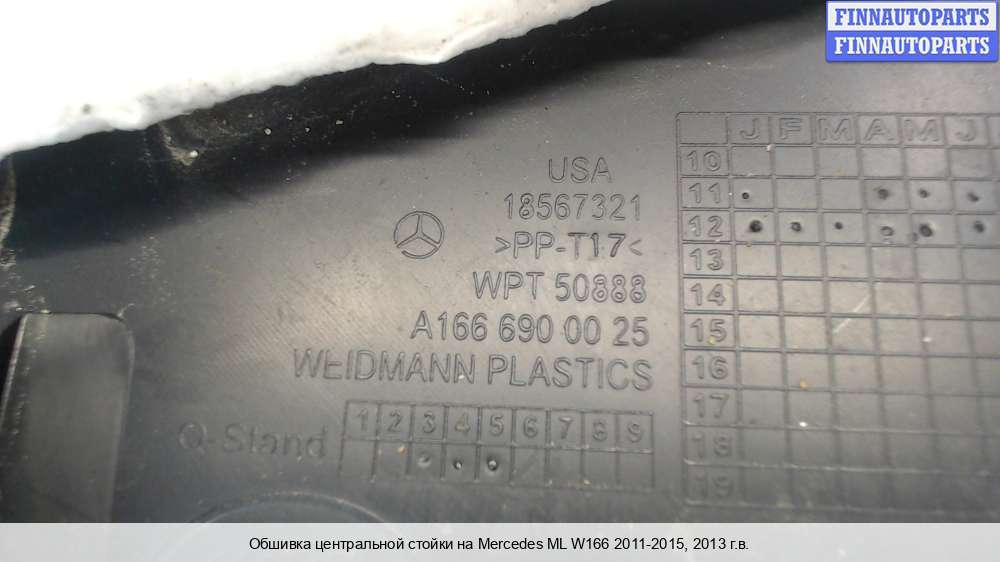 FINNAUTOPARTS
FINNAUTOPARTS
J F M A M J
10
11
12
13
14
15
16
17
18
19
USA
18567321
>PP-T17<
WPT 50888
A166 690 00 25
WEIDMANN PLASTICS
Q-Stand 1 2 3 4 5 6 7 8 9
Обшивка центральной стойки на Mercedes ML W166 2011-2015, 2013 г.в.